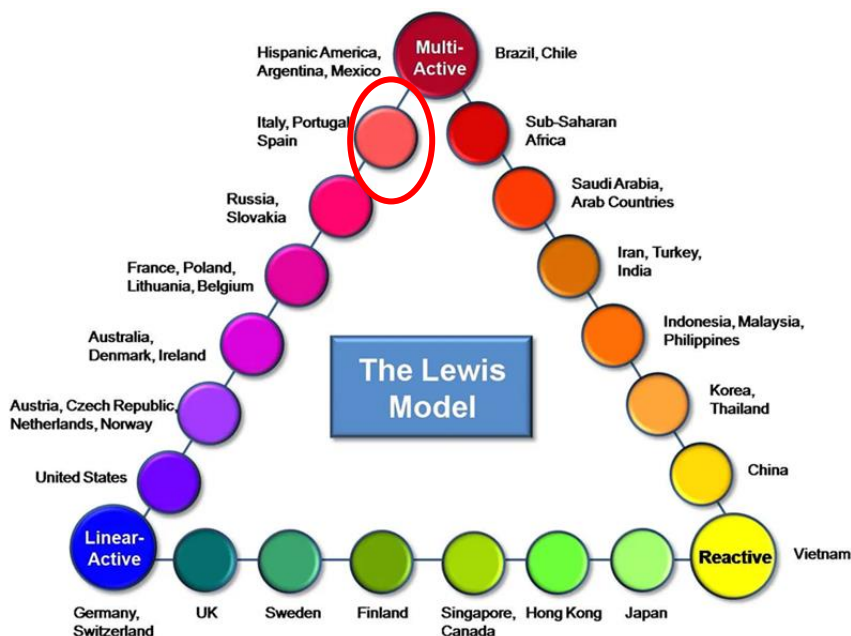 Hispanic America,
Argentina, Mexico
Multi-
Active
Brazil, Chile
Italy, Portugal
Spain
Sub-Saharan
Africa
Russia,
Slovakia
Saudi Arabia,
Arab Countries
France, Poland,
Lithuania, Belgium
Iran, Turkey,
India
Australia,
Denmark, Ireland
Indonesia, Malaysia,
Philippines
The Lewis
Model
Austria, Czech Republic,
Netherlands, Norway
Korea,
Thailand
United States
China
Linear-
Active
Reactive
Vietnam
Germany,
Switzerland
UK
Sweden
Finland
Singapore,
Canada
Hong Kong
Japan